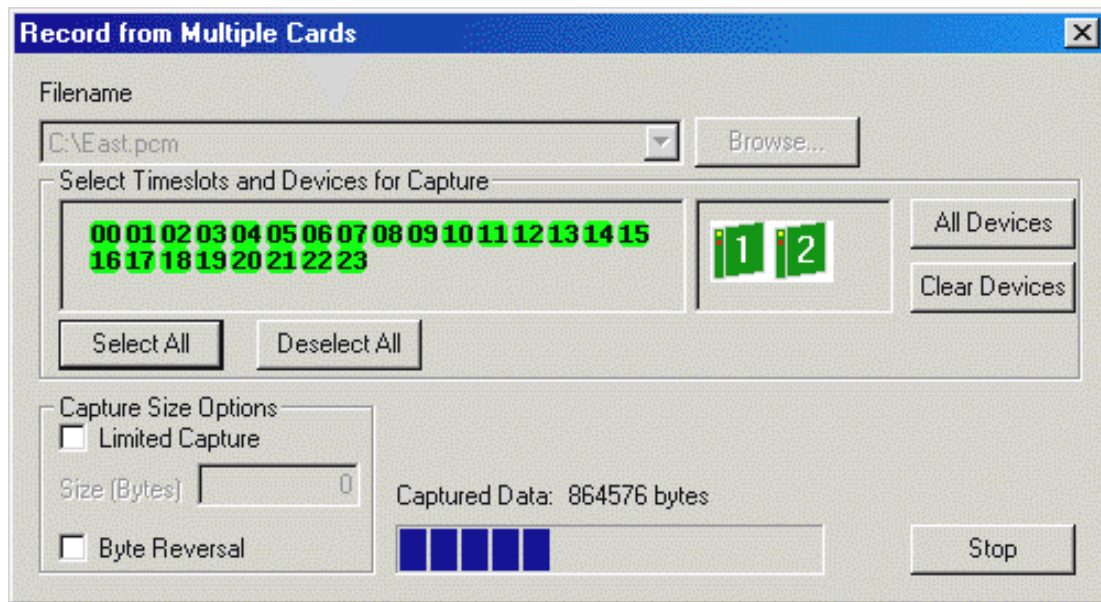 Record from Multiple Cards
Filename
C:\East.pcm
Browse...
Select Timeslots and Devices for Capture
00 01 02 03 04 05 06 07 08 09 10 11 12 13 14 15
16 17 18 19 20 21 22 23
1 2
All Devices
Clear Devices
Select All
Deselect All
Capture Size Options
Limited Capture
Size (Bytes) 0
Captured Data: 864576 bytes
Byte Reversal
Stop